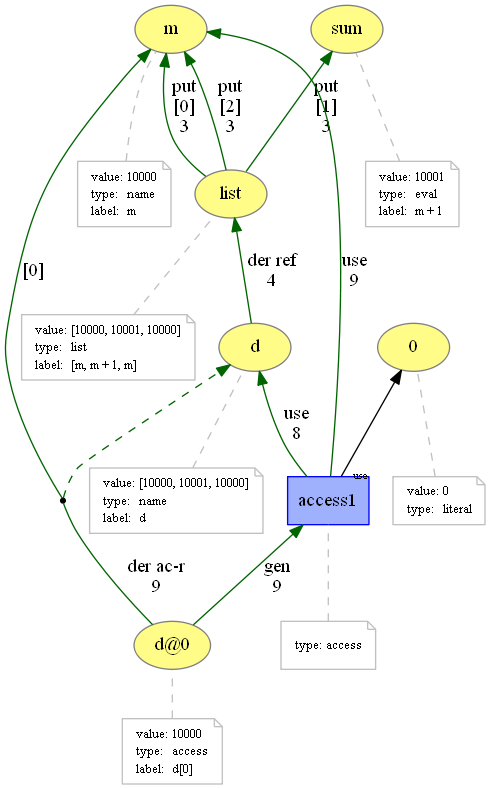 m
sum
put
[0]
3
put
[2]
3
put
[1]
3
value: 10000
type: name
label: m
list
value: 10001
type: eval
label: m + 1
[0]
der ref
4
use
9
value: [10000, 10001, 10000]
type: list
label: [m, m + 1, m]
d
0
use
8
use
value: [10000, 10001, 10000]
type: name
label: d
access1
value: 0
type: literal
der ac-r
9
gen
9
d@0
type: access
value: 10000
type: access
label: d[0]